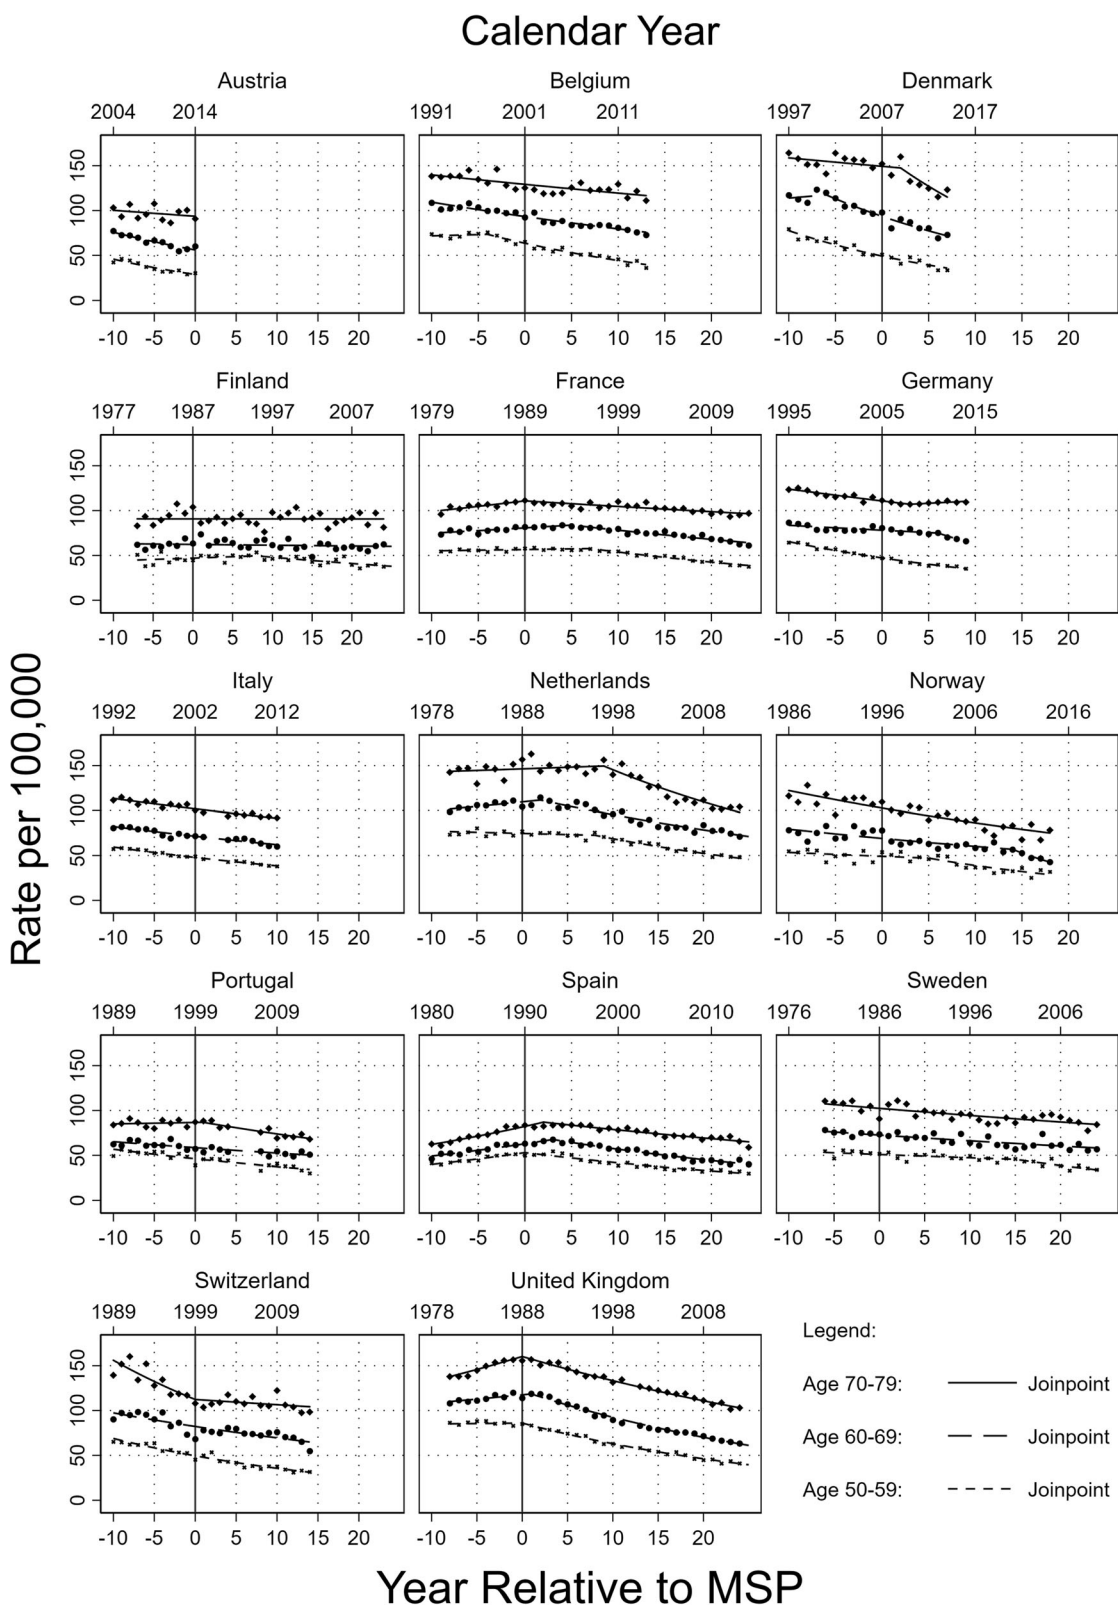 Calendar Year
Austria Belgium Denmark
2004 2014 1991 2001 2011 1997 2007 2017
150
100
50
0
-10 -5 0 5 10 15 20 -10 -5 0 5 10 15 20 -10 -5 0 5 10 15 20
Finland France Germany
1977 1987 1997 2007 1979 1989 1999 2009 1995 2005 2015
150
100
50
0
-10 -5 0 5 10 15 20 -10 -5 0 5 10 15 20 -10 -5 0 5 10 15 20
Italy Netherlands Norway
1992 2002 2012 1978 1988 1998 2008 1986 1996 2006 2016
150
100
50
0
-10 -5 0 5 10 15 20 -10 -5 0 5 10 15 20 -10 -5 0 5 10 15 20
Rate per 100,000
Portugal Spain Sweden
1989 1999 2009 1980 1990 2000 2010 1976 1986 1996 2006
150
100
50
0
-10 -5 0 5 10 15 20 -10 -5 0 5 10 15 20 -10 -5 0 5 10 15 20
Switzerland United Kingdom
1989 1999 2009 1978 1988 1998 2008
150
100
50
0
-10 -5 0 5 10 15 20 -10 -5 0 5 10 15 20
Legend:
Age 70-79: Joinpoint
Age 60-69: Joinpoint
Age 50-59: Joinpoint
Year Relative to MSP